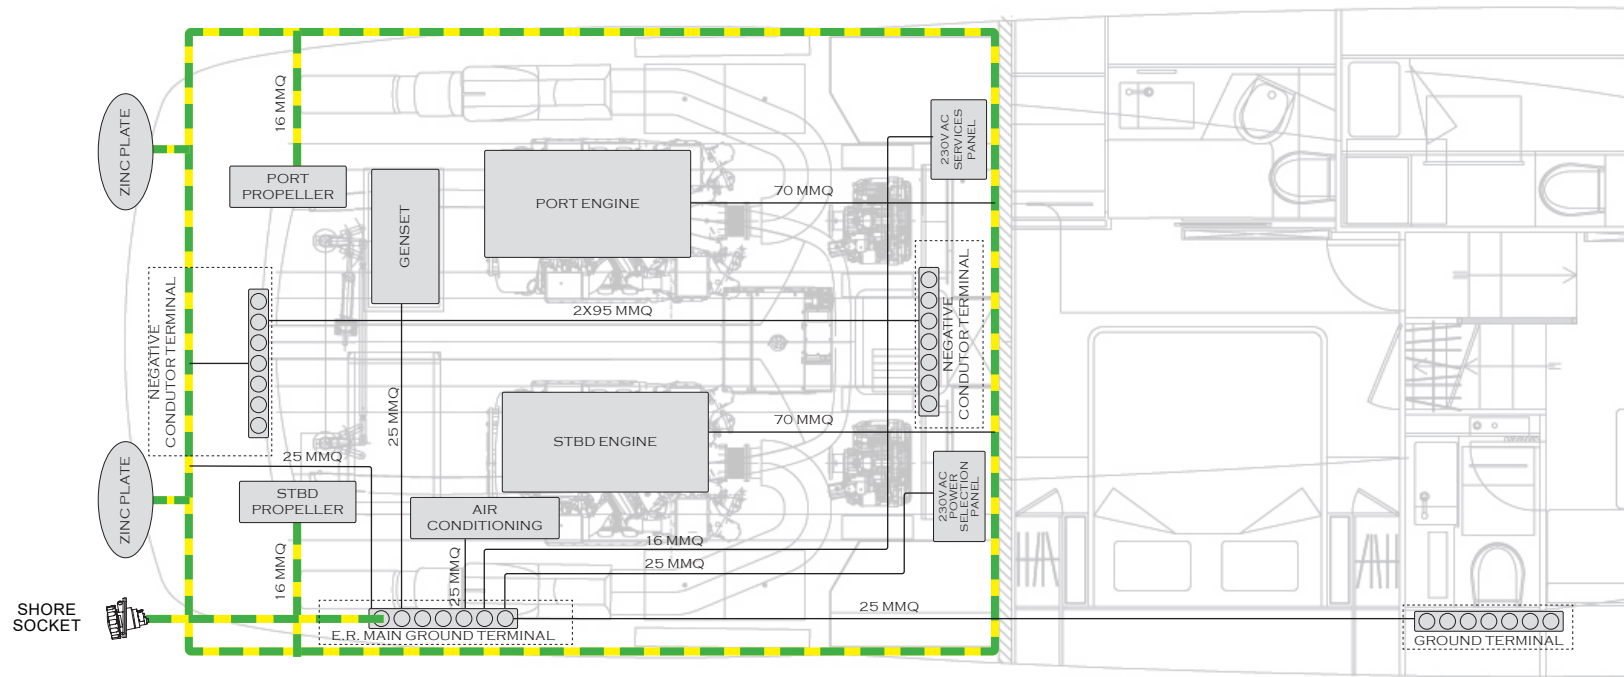 16 MMQ
ZINC PLATE
PORT
PROPELLER
GENSET
PORT ENGINE
70 MMQ
230V AC
SERVICES
PANEL
NEGATIVE
CONDUTOR TERMINAL
2X95 MMQ
NEGATIVE
CONDUTOR TERMINAL
25 MMQ
70 MMQ
STBD ENGINE
25 MMQ
ZINC PLATE
STBD
PROPELLER
AIR
CONDITIONING
230V AC
POWER
SELECTION
PANEL
16 MMQ
25 MMQ
16 MMQ
25 MMQ
SHORE
SOCKET
25 MMQ
E.R. MAIN GROUND TERMINAL
GROUND TERMINAL